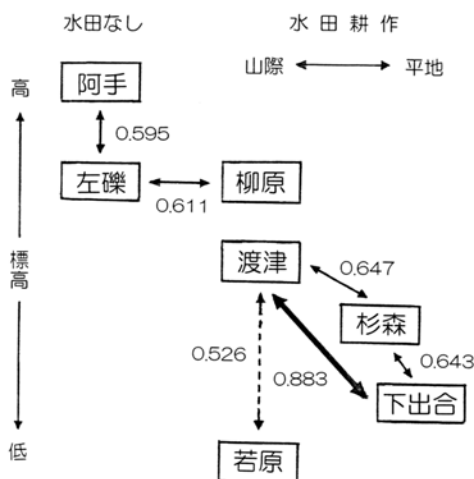 水田なし
水田耕作
山際
平地
高
阿手
0.595
左礫
柳原
0.611
標高
渡津
0.647
杉森
0.526
0.643
0.883
下出合
低
若原